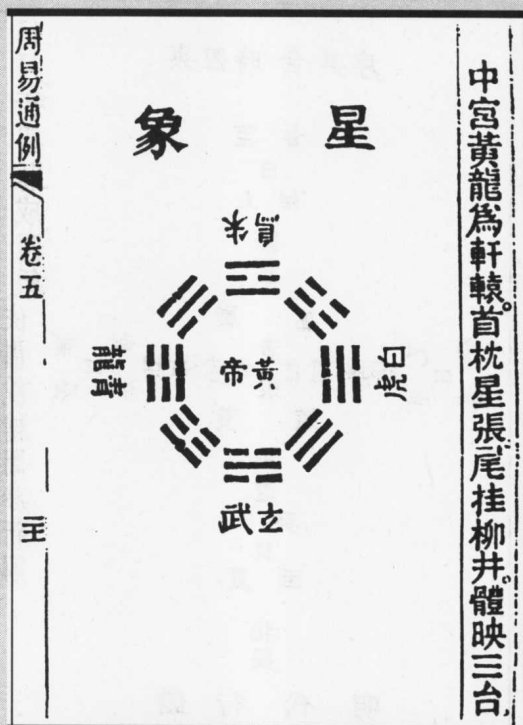 中宮黃龍爲軒轅。首枕星張。尾挂柳井。體映三台。
星象
朱鳥
白虎
黃帝
青龍
玄武
周易通例
卷五